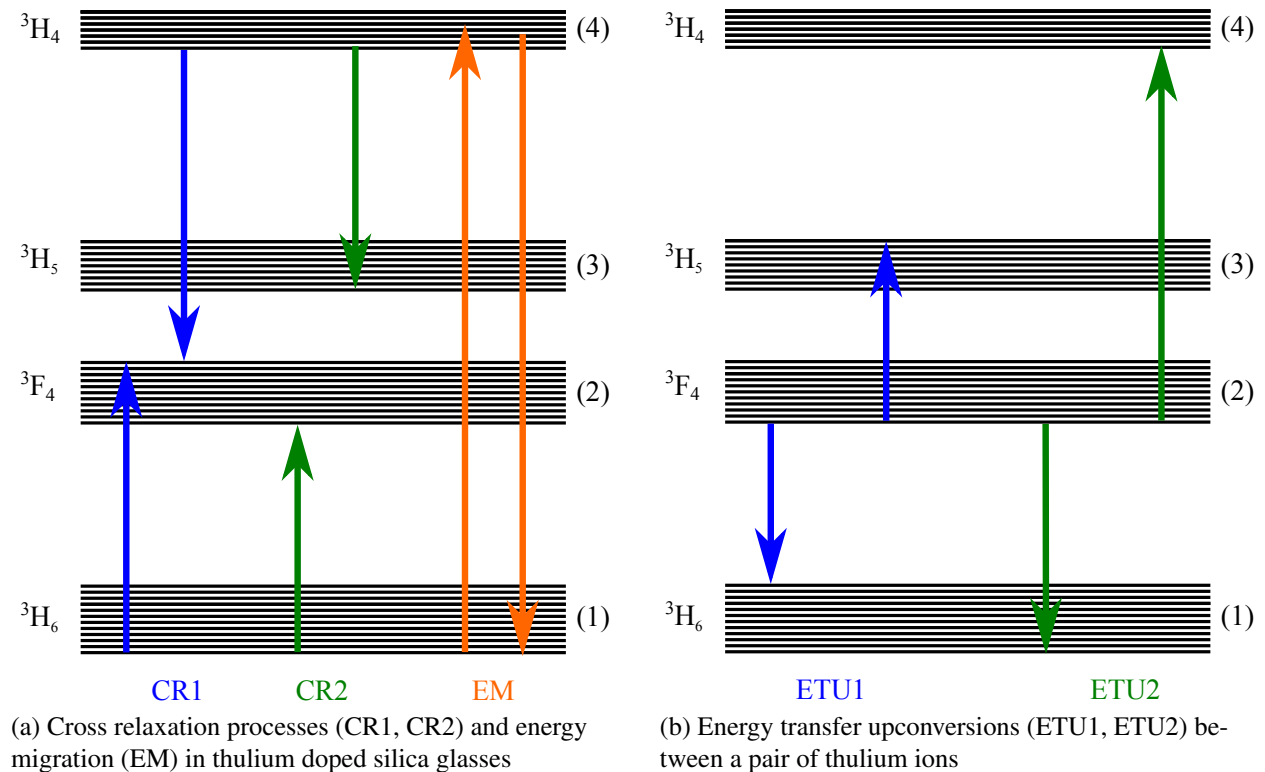 ³H₄ (4)
³H₅ (3)
³F₄ (2)
³H₆ (1)
CR1 CR2 EM
(a) Cross relaxation processes (CR1, CR2) and energy
migration (EM) in thulium doped silica glasses
³H₄ (4)
³H₅ (3)
³F₄ (2)
³H₆ (1)
ETU1 ETU2
(b) Energy transfer upconversions (ETU1, ETU2) be-
tween a pair of thulium ions